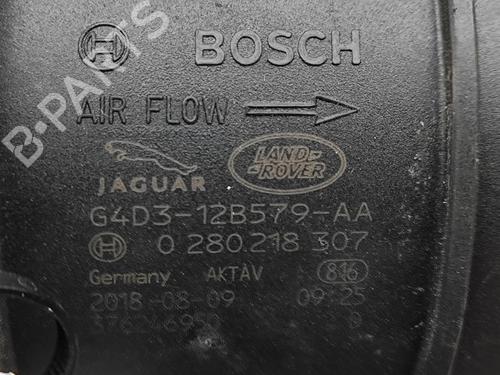 BOSCH
AIR FLOW
B-PARTS
JAGUAR
LAND-
ROVER
G4D3-12B579-AA
0 280 218 307
Germany AKTAV 816
2018-08-09 09:25